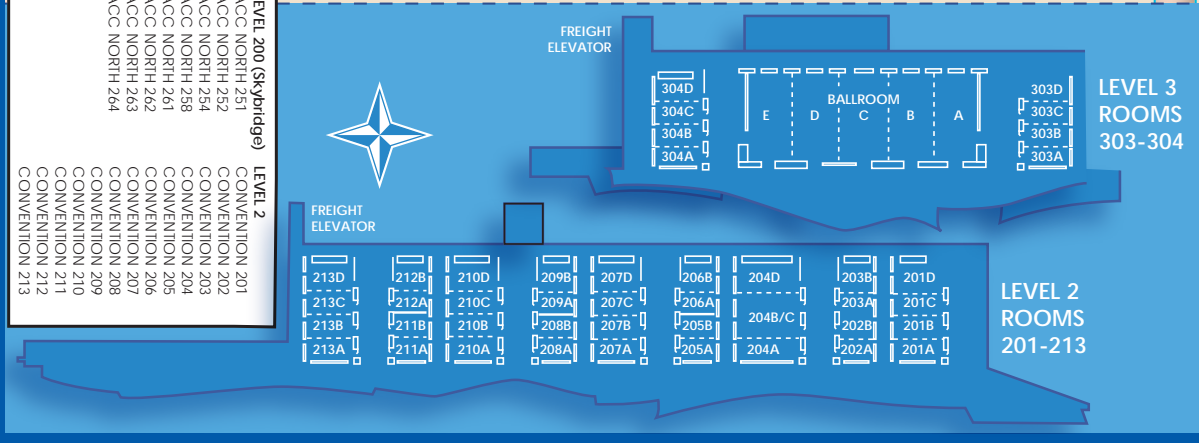 EVEL 200 (Skybridge)
ACC NORTH 251
ACC NORTH 252
ACC NORTH 254
ACC NORTH 258
ACC NORTH 261
ACC NORTH 262
ACC NORTH 263
ACC NORTH 264
LEVEL 2
CONVENTION 201
CONVENTION 202
CONVENTION 203
CONVENTION 204
CONVENTION 205
CONVENTION 206
CONVENTION 207
CONVENTION 208
CONVENTION 209
CONVENTION 210
CONVENTION 211
CONVENTION 212
CONVENTION 213
FREIGHT
ELEVATOR
304D
304C
304B
304A
BALLROOM
E D C B A
303D
303C
303B
303A
LEVEL 3
ROOMS
303-304
FREIGHT
ELEVATOR
213D 212B 210D 209B 207D 206B 204D 203B 201D
213C 212A 210C 209A 207C 206A 204B/C 203A 201C
213B 211B 210B 208B 207B 205B 202B 201B
213A 211A 210A 208A 207A 205A 204A 202A 201A
LEVEL 2
ROOMS
201-213